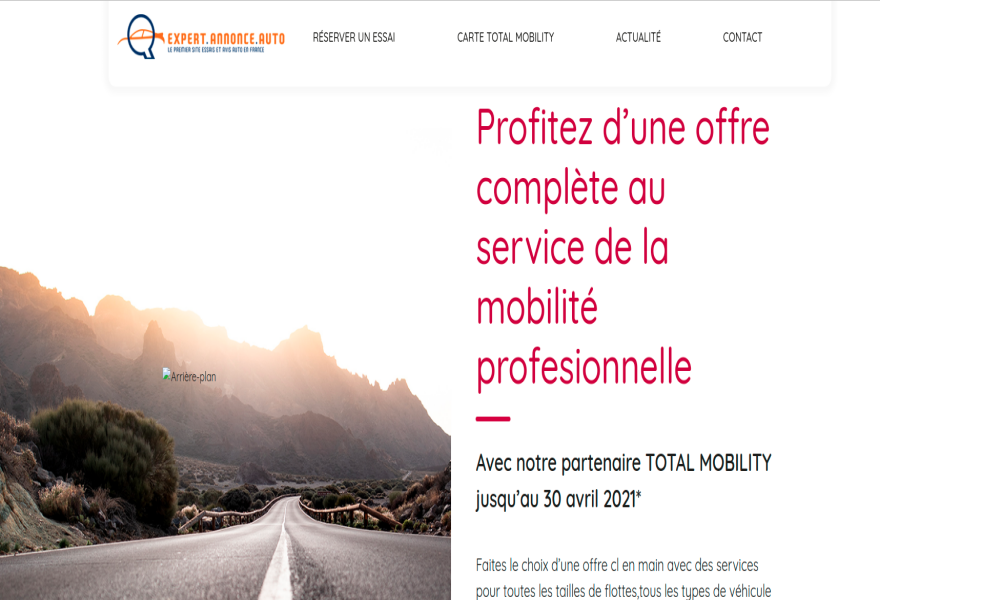 EXPERT.ANNONCE.AUTO
LE PREMIER SITE ESSAIS ET AVIS AUTO EN FRANCE
RÉSERVER UN ESSAI
CARTE TOTAL MOBILITY
ACTUALITÉ
CONTACT
Profitez d’une offre
complète au
service de la
mobilité
profesionnelle
Arrière-plan
Avec notre partenaire TOTAL MOBILITY
jusqu’au 30 avril 2021*
Faites le choix d’une offre cl en main avec des services
pour toutes les tailles de flottes,tous les types de véhicule